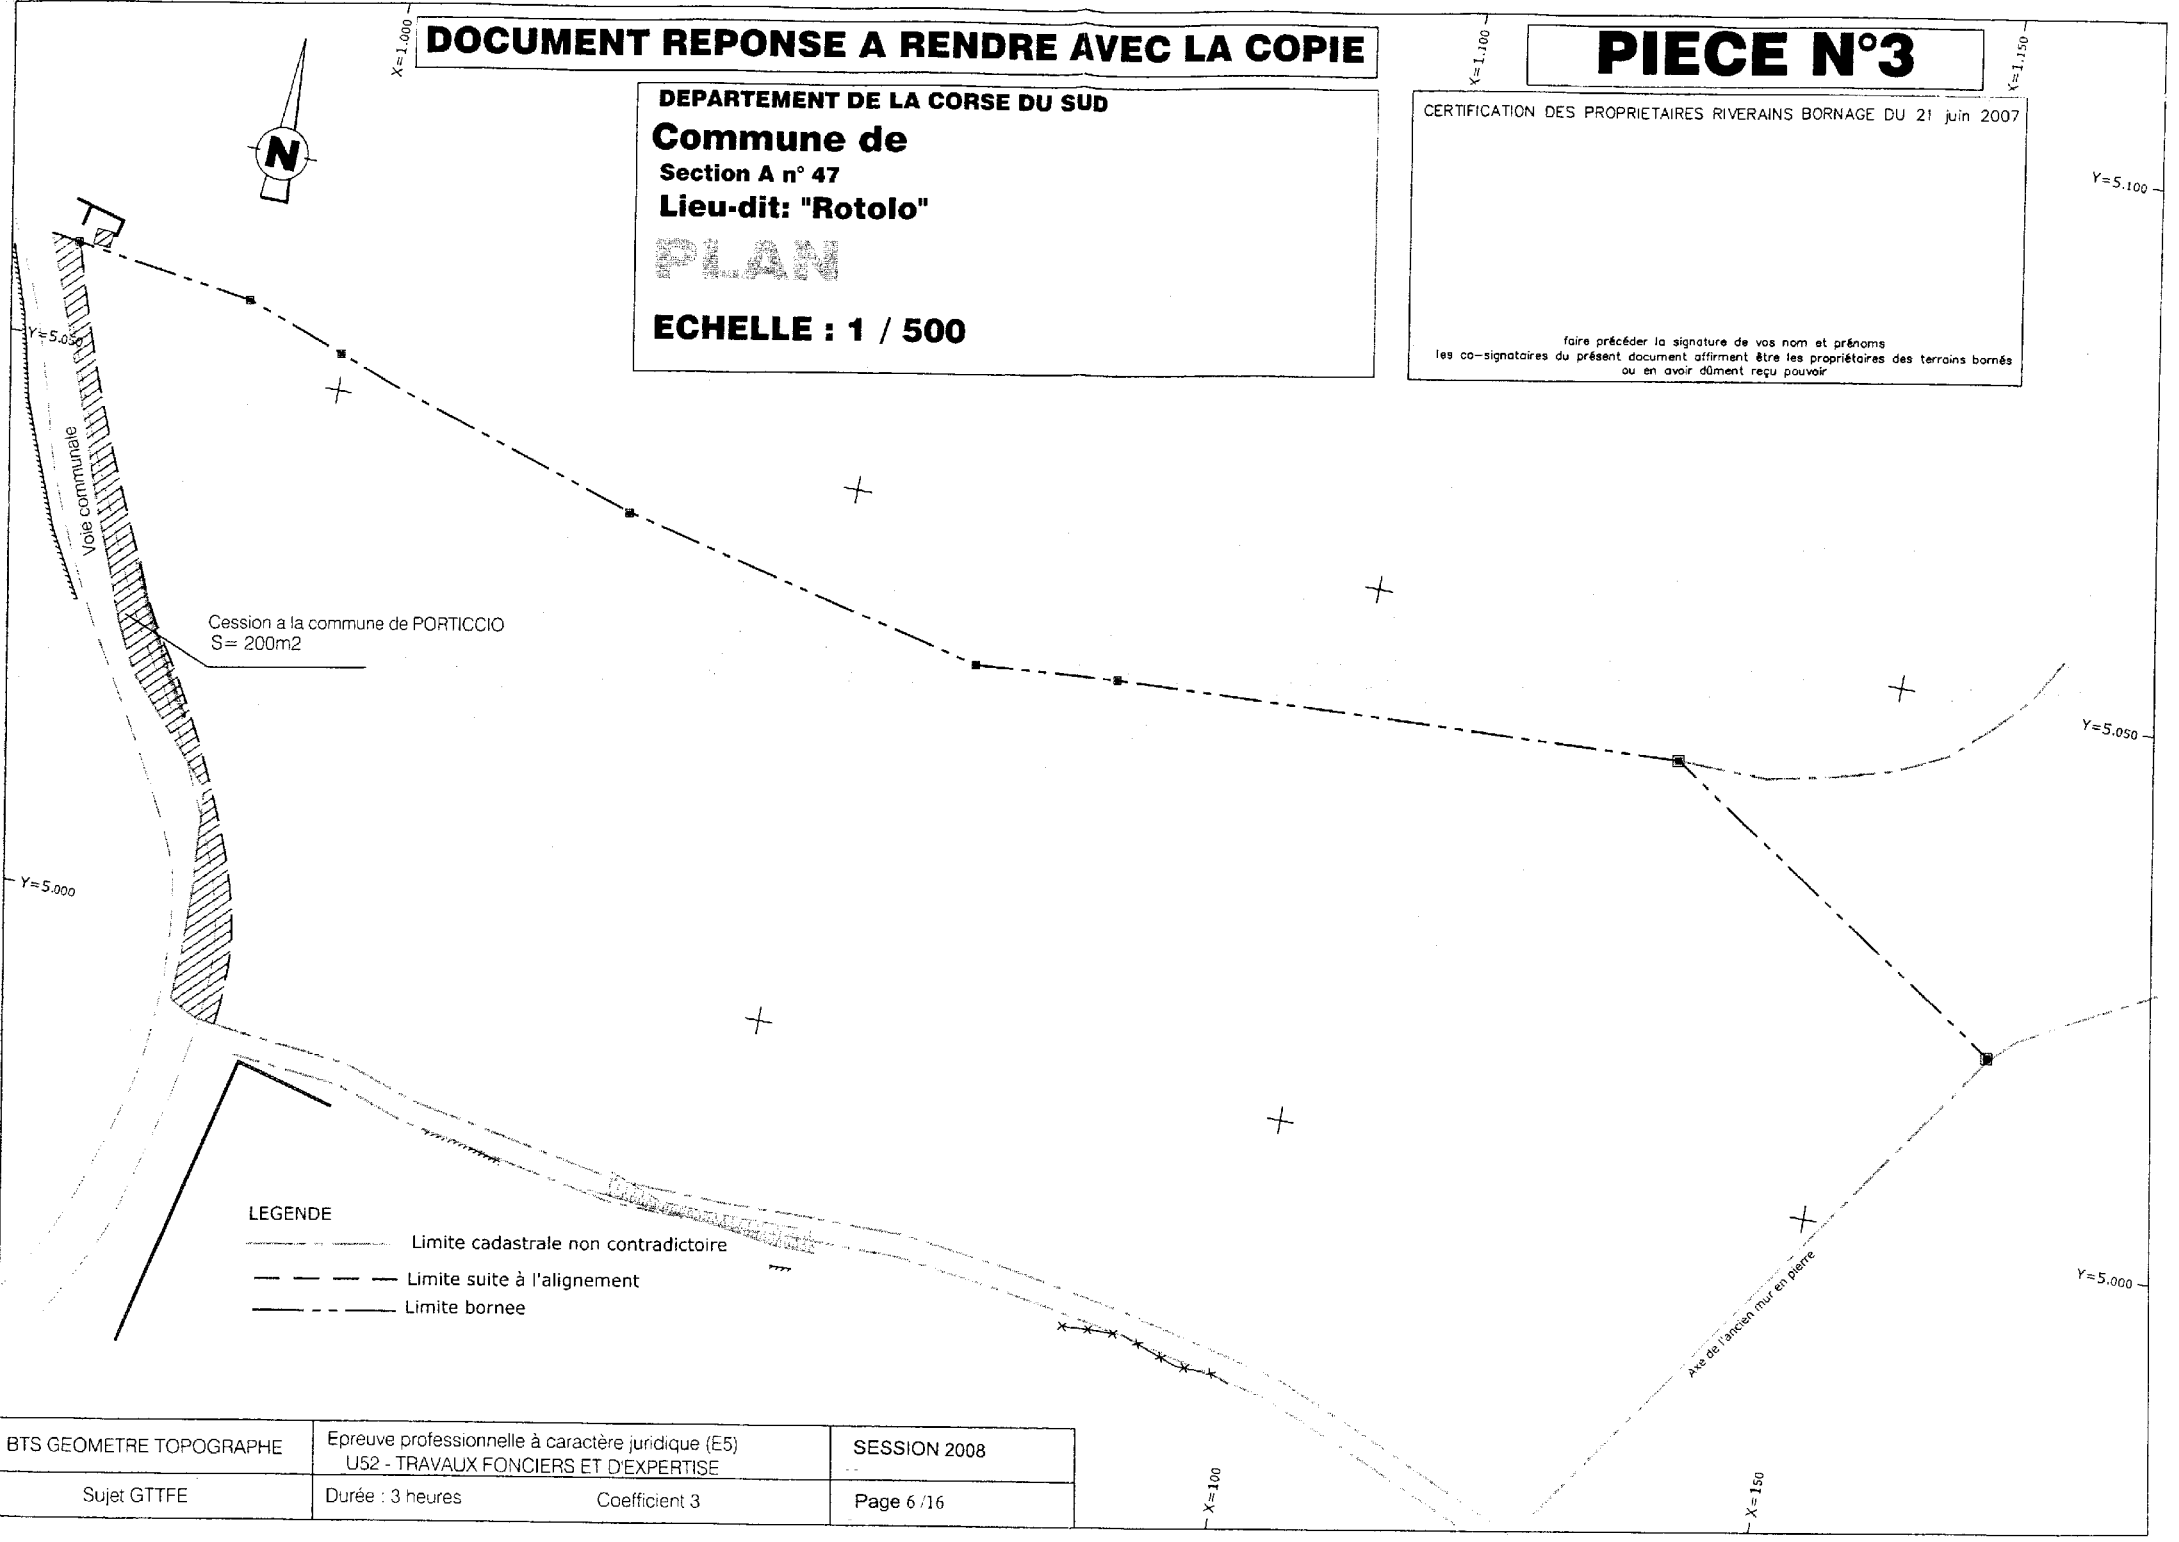 X=1.000
DOCUMENT REPONSE A RENDRE AVEC LA COPIE
X=1.100
PIECE N°3
X=1.150
N
DEPARTEMENT DE LA CORSE DU SUD
Commune de
Section A n° 47
Lieu-dit: "Rotolo"
PLAN
ECHELLE : 1 / 500
CERTIFICATION DES PROPRIETAIRES RIVERAINS BORNAGE DU 21 juin 2007
faire précéder la signature de vos nom et prénoms
les co-signataires du présent document affirment être les propriétaires des terrains bornés
ou en avoir dûment reçu pouvoir
Y=5.100
Y=5.050
Voie communale
Cession a la commune de PORTICCIO
S= 200m2
Y=5.050
Y=5.000
Y=5.000
Axe de l'ancien mur en pierre
LEGENDE
Limite cadastrale non contradictoire
Limite suite à l'alignement
Limite bornee
BTS GEOMETRE TOPOGRAPHE
Epreuve professionnelle à caractère juridique (E5)
U52 - TRAVAUX FONCIERS ET D'EXPERTISE
SESSION 2008
Sujet GTTFE
Durée : 3 heures
Coefficient 3
Page 6 /16
X=100
X=150